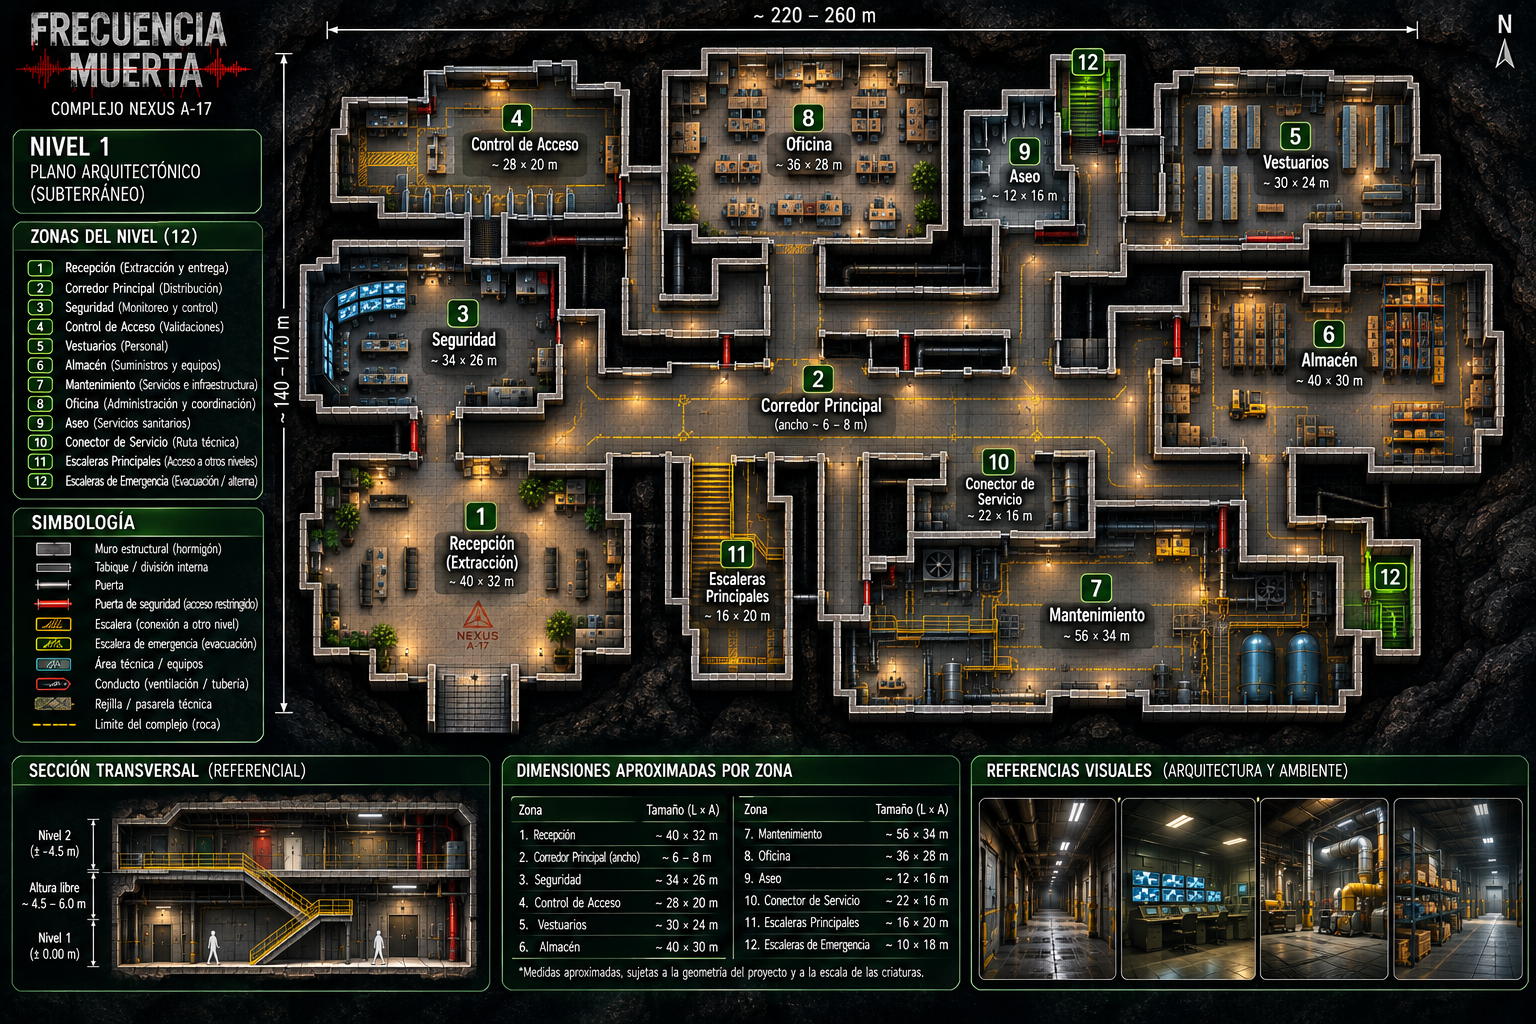 FRECUENCIA
MUERTA
COMPLEJO NEXUS A-17
NIVEL 1
PLANO ARQUITECTÓNICO
(SUBTERRÁNEO)
ZONAS DEL NIVEL (12)
1 Recepción (Extracción y entrega)
2 Corredor Principal (Distribución)
3 Seguridad (Monitoreo y control)
4 Control de Acceso (Validaciones)
5 Vestuarios (Personal)
6 Almacén (Suministros y equipos)
7 Mantenimiento (Servicios e infraestructura)
8 Oficina (Administración y coordinación)
9 Aseo (Servicios sanitarios)
10 Conector de Servicio (Ruta técnica)
11 Escaleras Principales (Acceso a otros niveles)
12 Escaleras de Emergencia (Evacuación / alterna)
SIMBOLOGÍA
Muro estructural (hormigón)
Tabique / división interna
Puerta
Puerta de seguridad (acceso restringido)
Escalera (conexión a otro nivel)
Escalera de emergencia (evacuación)
Área técnica / equipos
Conducto (ventilación / tubería)
Rejilla / pasarela técnica
Limite del complejo (roca)
~ 220 – 260 m
N
~ 140 – 170 m
4
Control de Acceso
~ 28 × 20 m
8
Oficina
~ 36 × 28 m
12
9
Aseo
~ 12 × 16 m
5
Vestuarios
~ 30 × 24 m
3
Seguridad
~ 34 × 26 m
6
Almacén
~ 40 × 30 m
2
Corredor Principal
(ancho ~ 6 – 8 m)
10
Conector de
Servicio
~ 22 × 16 m
1
Recepción
(Extracción)
~ 40 × 32 m
NEXUS
A-17
11
Escaleras
Principales
~ 16 × 20 m
7
Mantenimiento
~ 56 × 34 m
12
SECCIÓN TRANSVERSAL (REFERENCIAL)
Nivel 2
(± -4.5 m)
Altura libre
~ 4.5 – 6.0 m
Nivel 1
(± 0.00 m)
DIMENSIONES APROXIMADAS POR ZONA
Zona Tamaño (L × A)
1. Recepción ~ 40 × 32 m
2. Corredor Principal (ancho) ~ 6 – 8 m
3. Seguridad ~ 34 × 26 m
4. Control de Acceso ~ 28 × 20 m
5. Vestuarios ~ 30 × 24 m
6. Almacén ~ 40 × 30 m
Zona Tamaño (L × A)
7. Mantenimiento ~ 56 × 34 m
8. Oficina ~ 36 × 28 m
9. Aseo ~ 12 × 16 m
10. Conector de Servicio ~ 22 × 16 m
11. Escaleras Principales ~ 16 × 20 m
12. Escaleras de Emergencia ~ 10 × 18 m
*Medidas aproximadas, sujetas a la geometría del proyecto y a la escala de las criaturas.
REFERENCIAS VISUALES (ARQUITECTURA Y AMBIENTE)